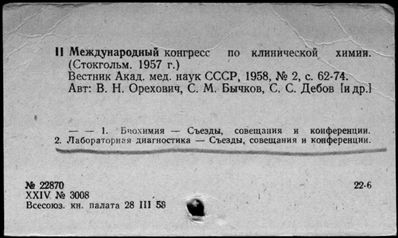 II Международный конгресс по клинической химии.
(Стокгольм. 1957 г.)
Вестник Акад. мед. наук СССР, 1958, № 2, с. 62-74.
Авт: В. Н. Орехович, С. М. Бычков, С. С. Дебов [и др.]
— — 1. Биохимия — Съезды, совещания и конференции.
2. Лабораторная диагностика — Съезды, совещания и конференции.
№ 22870 22-6
XXIV. № 3008
Всесоюз. кн. палата 28 III 58